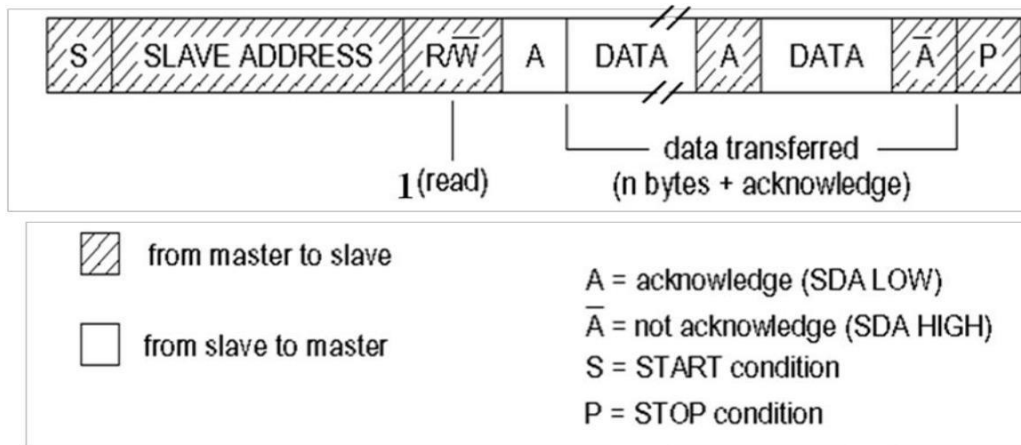 S SLAVE ADDRESS R/W̅ A DATA A DATA A̅ P
data transferred
1 (read) (n bytes + acknowledge)
from master to slave
from slave to master
A = acknowledge (SDA LOW)
A̅ = not acknowledge (SDA HIGH)
S = START condition
P = STOP condition